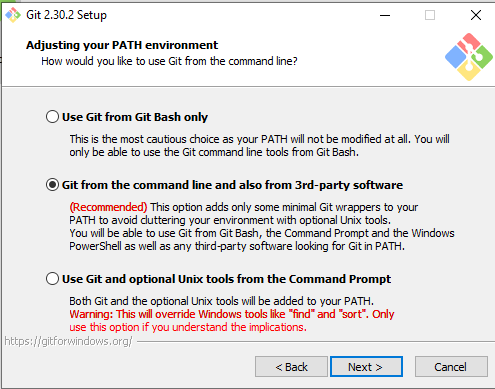 Git 2.30.2 Setup
Adjusting your PATH environment
How would you like to use Git from the command line?
Use Git from Git Bash only
This is the most cautious choice as your PATH will not be modified at all. You will
only be able to use the Git command line tools from Git Bash.
Git from the command line and also from 3rd-party software
(Recommended) This option adds only some minimal Git wrappers to your
PATH to avoid cluttering your environment with optional Unix tools.
You will be able to use Git from Git Bash, the Command Prompt and the Windows
PowerShell as well as any third-party software looking for Git in PATH.
Use Git and optional Unix tools from the Command Prompt
Both Git and the optional Unix tools will be added to your PATH.
Warning: This will override Windows tools like "find" and "sort". Only
use this option if you understand the implications.
https://gitforwindows.org/
< Back
Next >
Cancel